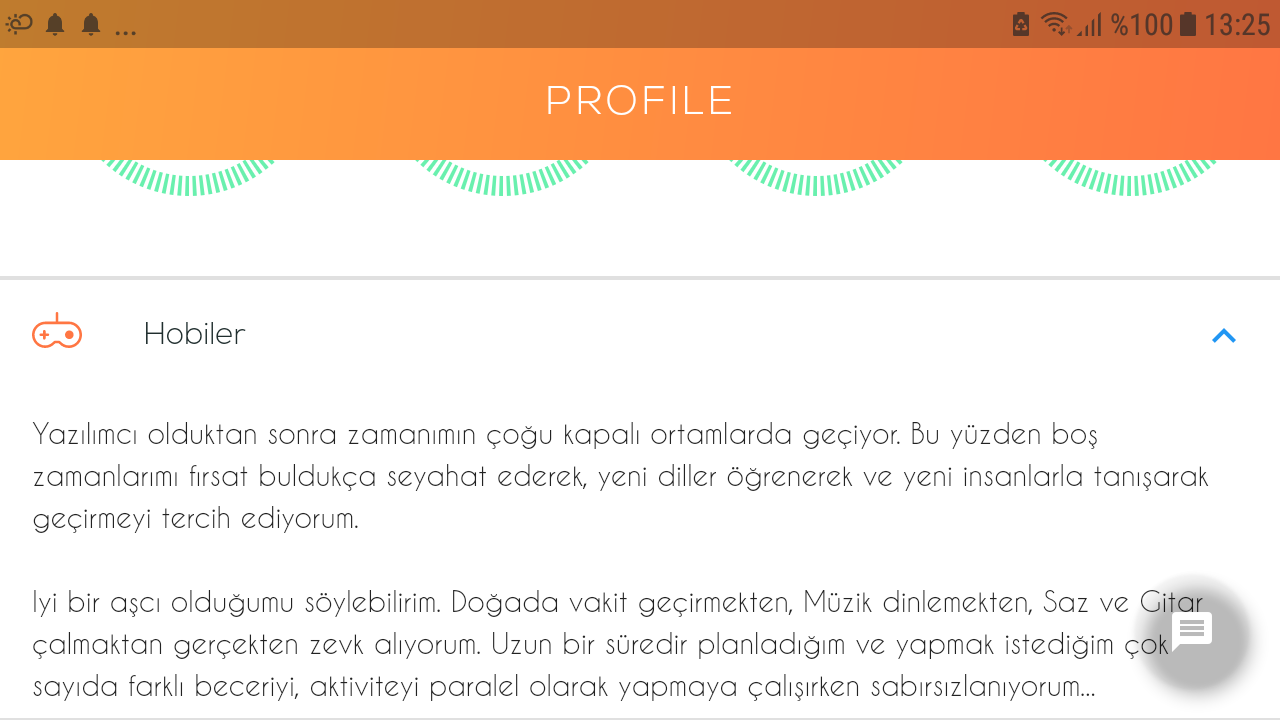 ... %100 13:25
PROFILE
Hobiler
Yazılımcı olduktan sonra zamanımın çoğu kapalı ortamlarda geçiyor. Bu yüzden boş
zamanlarımı fırsat buldukça seyahat ederek, yeni diller öğrenerek ve yeni insanlarla tanışarak
geçirmeyi tercih ediyorum.
Iyi bir aşcı olduğumu söylebilirim. Doğada vakit geçirmekten, Müzik dinlemekten, Saz ve Gitar
çalmaktan gerçekten zevk alıyorum. Uzun bir süredir planladığım ve yapmak istediğim çok
sayıda farklı beceriyi, aktiviteyi paralel olarak yapmaya çalışırken sabırsızlanıyorum...